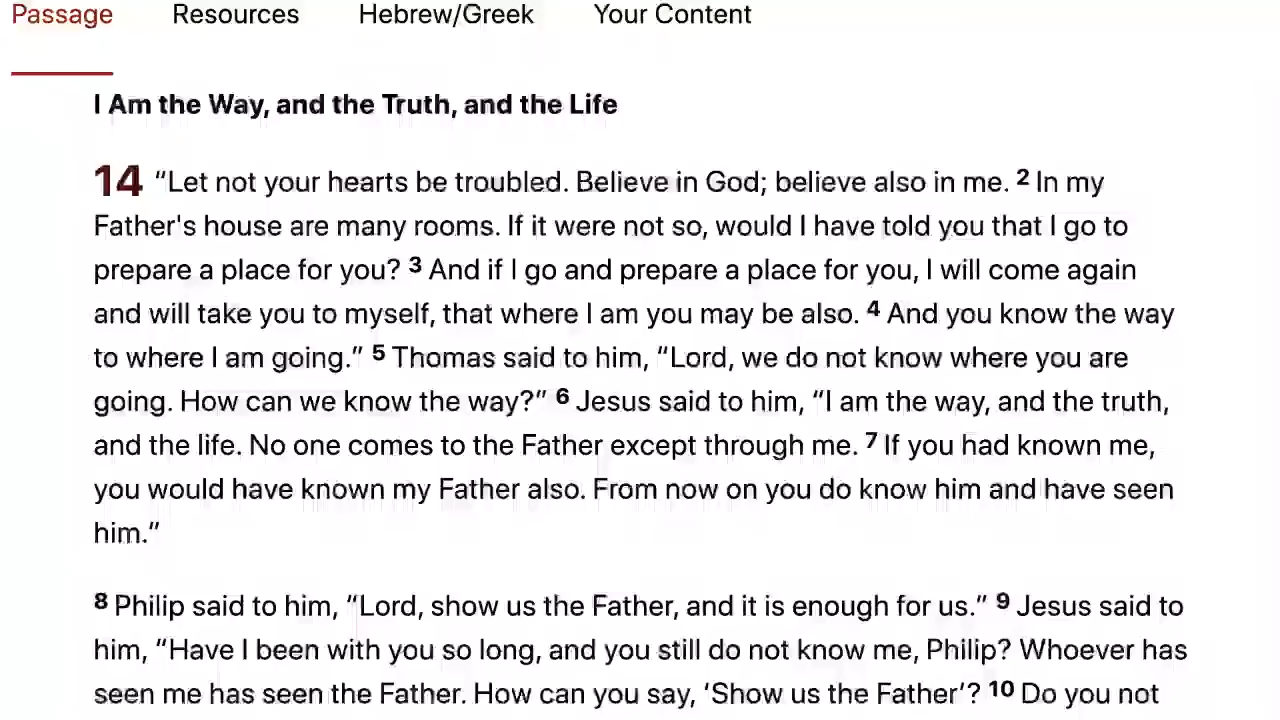 Passage Resources Hebrew/Greek Your Content
I Am the Way, and the Truth, and the Life
14 “Let not your hearts be troubled. Believe in God; believe also in me. 2 In my
Father's house are many rooms. If it were not so, would I have told you that I go to
prepare a place for you? 3 And if I go and prepare a place for you, I will come again
and will take you to myself, that where I am you may be also. 4 And you know the way
to where I am going.” 5 Thomas said to him, “Lord, we do not know where you are
going. How can we know the way?” 6 Jesus said to him, “I am the way, and the truth,
and the life. No one comes to the Father except through me. 7 If you had known me,
you would have known my Father also. From now on you do know him and have seen
him.”
8 Philip said to him, “Lord, show us the Father, and it is enough for us.” 9 Jesus said to
him, “Have I been with you so long, and you still do not know me, Philip? Whoever has
seen me has seen the Father. How can you say, ‘Show us the Father’? 10 Do you not